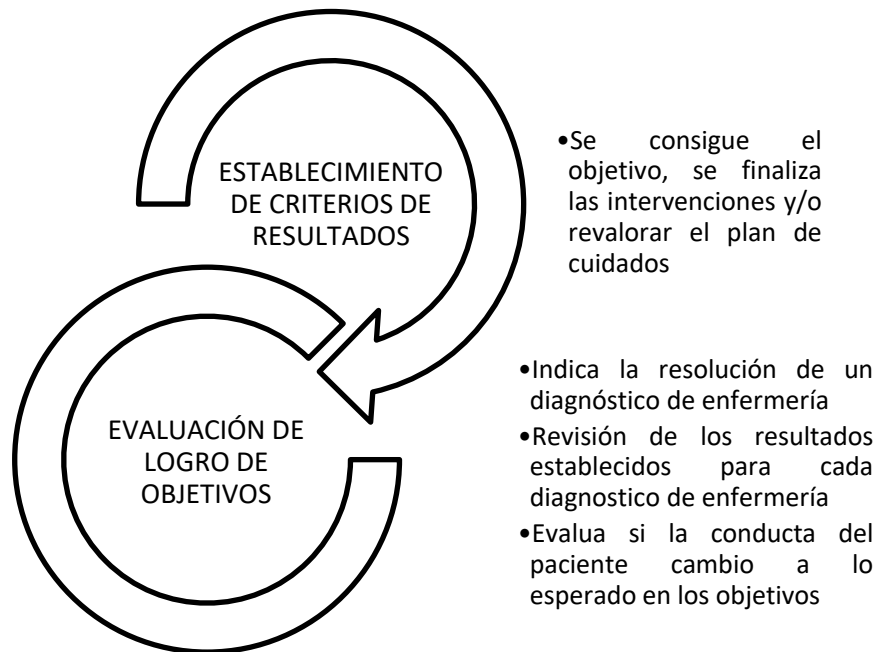 ESTABLECIMIENTO
DE CRITERIOS DE
RESULTADOS
•Se consigue el
objetivo, se finaliza
las intervenciones y/o
revalorar el plan de
cuidados
EVALUACIÓN DE
LOGRO DE
OBJETIVOS
•Indica la resolución de un
diagnóstico de enfermería
•Revisión de los resultados
establecidos para cada
diagnostico de enfermería
•Evalua si la conducta del
paciente cambio a lo
esperado en los objetivos